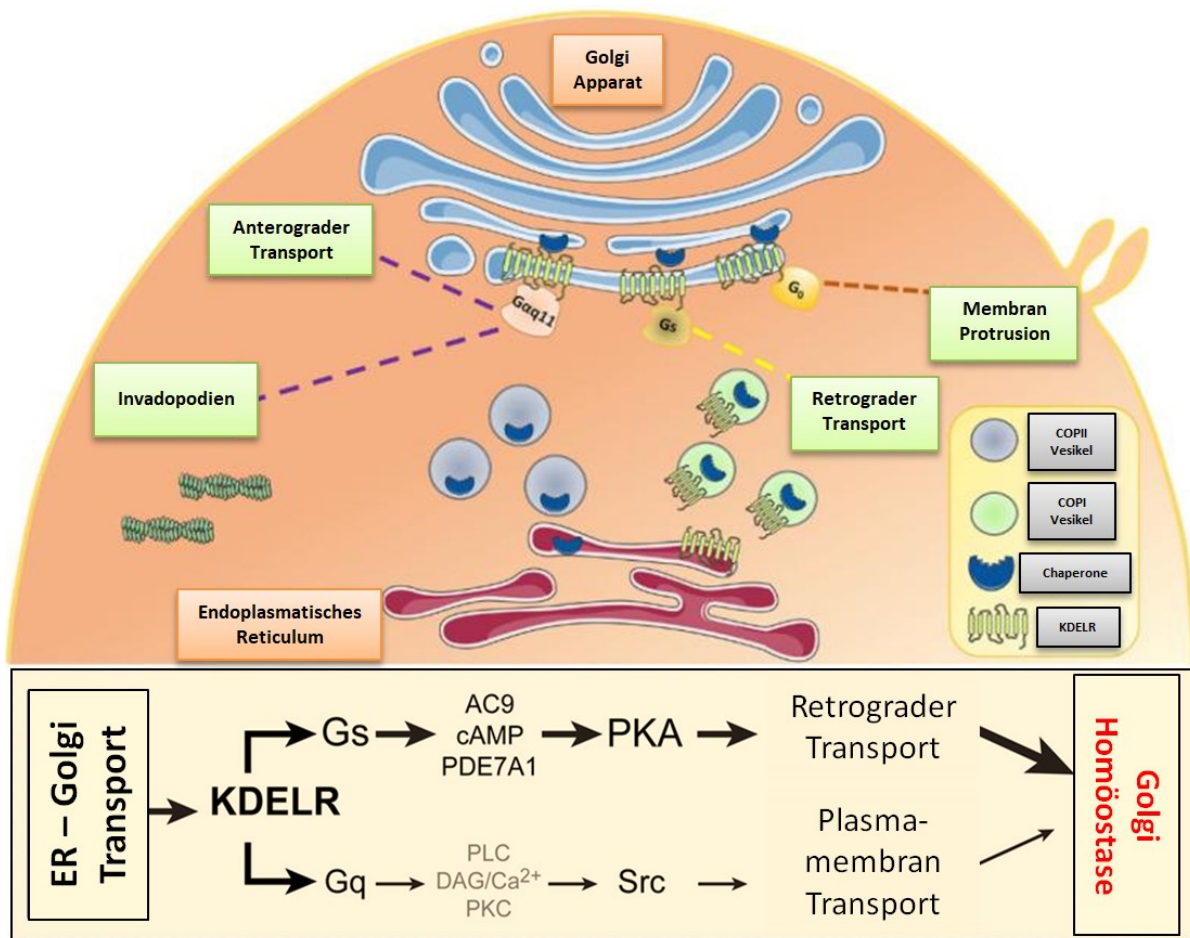 Golgi
Apparat
Anterograder
Transport
Gαq11
Gs
G₀
Membran
Protrusion
Invadopodien
Retrograder
Transport
COPII
Vesikel
COPI
Vesikel
Chaperone
KDELR
Endoplasmatisches
Reticulum
ER – Golgi
Transport
KDELR
Gs
AC9
cAMP
PDE7A1
PKA
Retrograder
Transport
Gq
PLC
DAG/Ca²⁺
PKC
Src
Plasma-
membran
Transport
Golgi
Homöostase